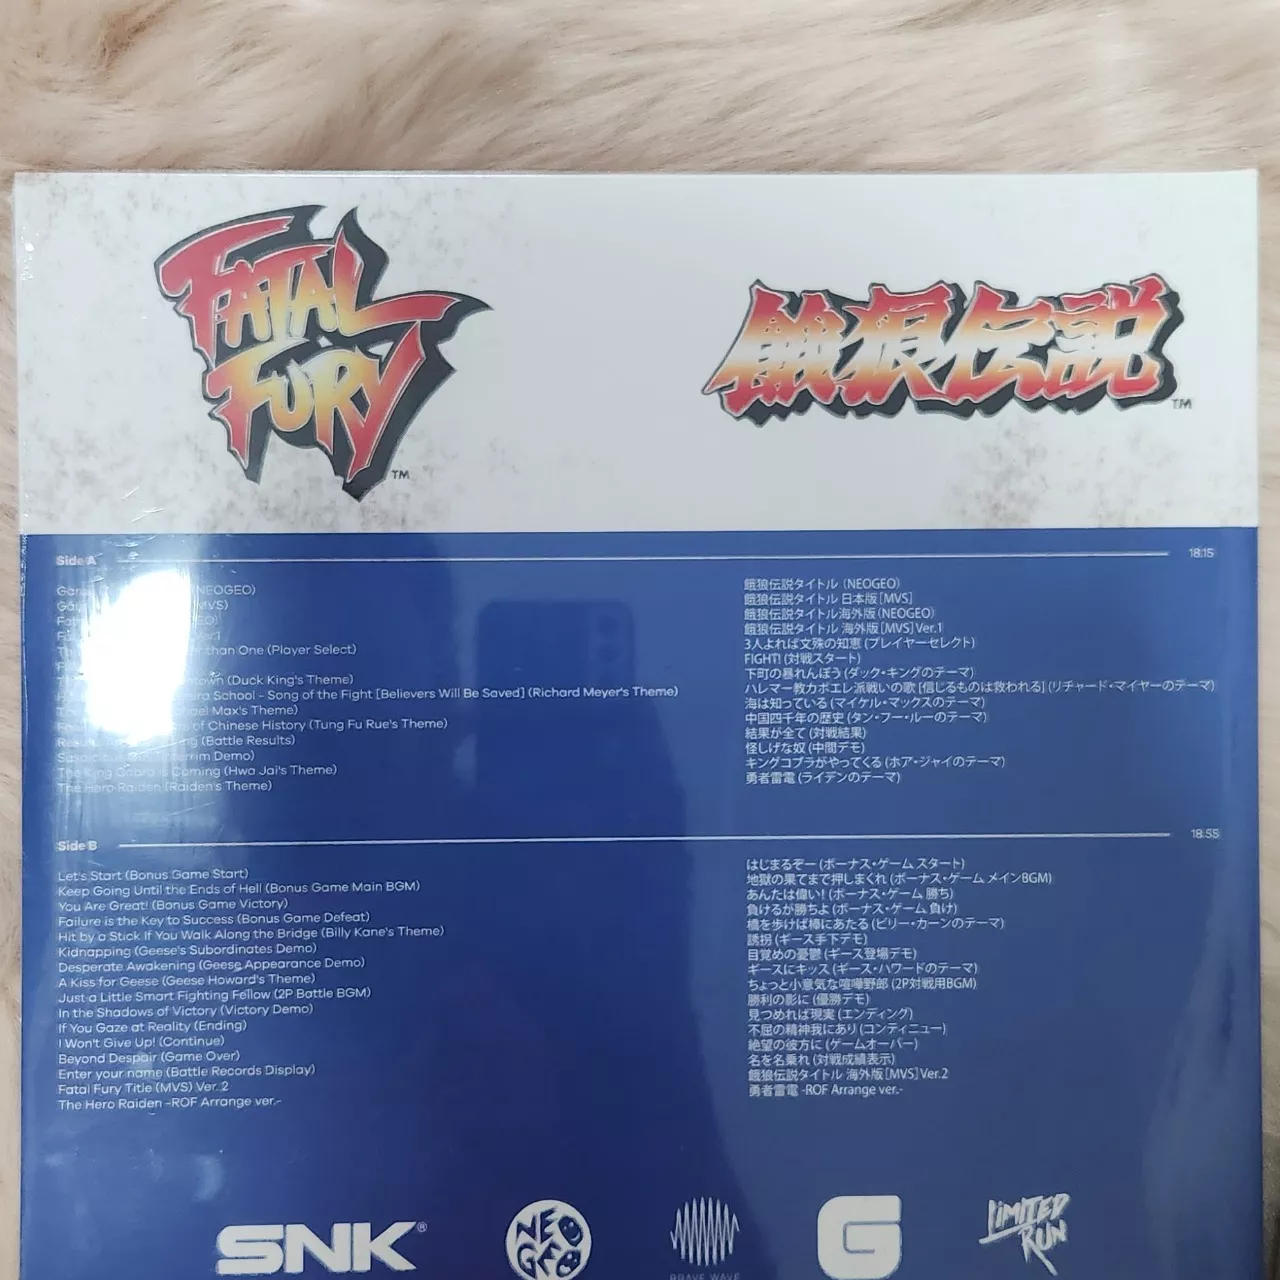 FATAL FURY
TM
餓狼伝説
TM
Side A
18:15
(NEOGEO)
MVS)
Ver.1
than One (Player Select)
(Duck King's Theme)
School - Song of the Fight [Believers Will Be Saved] (Richard Meyer's Theme)
Max's Theme)
of Chinese History (Tung Fu Rue's Theme)
(Battle Results)
Demo)
The King Cobra is Coming (Hwa Jai's Theme)
The Hero Raiden (Raiden's Theme)
餓狼伝説タイトル (NEOGEO)
餓狼伝説タイトル 日本版[MVS]
餓狼伝説タイトル海外版(NEOGEO)
餓狼伝説タイトル 海外版[MVS]Ver.1
3人よれば文殊の知恵 (プレイヤーセレクト)
FIGHT! (対戦スタート)
下町の暴れんぼう (ダック・キングのテーマ)
ハレマー教カポエレ派戦いの歌 [信じるものは救われる] (リチャード・マイヤーのテーマ)
海は知っている (マイケル・マックスのテーマ)
中国四千年の歴史 (タン・フー・ルーのテーマ)
結果が全て (対戦結果)
怪しげな奴 (中間デモ)
キングコブラがやってくる (ホア・ジャイのテーマ)
勇者雷電 (ライデンのテーマ)
Side B
18:55
Let's Start (Bonus Game Start)
Keep Going Until the Ends of Hell (Bonus Game Main BGM)
You Are Great! (Bonus Game Victory)
Failure is the Key to Success (Bonus Game Defeat)
Hit by a Stick If You Walk Along the Bridge (Billy Kane's Theme)
Kidnapping (Geese's Subordinates Demo)
Desperate Awakening (Geese Appearance Demo)
A Kiss for Geese (Geese Howard's Theme)
Just a Little Smart Fighting Fellow (2P Battle BGM)
In the Shadows of Victory (Victory Demo)
If You Gaze at Reality (Ending)
I Won't Give Up! (Continue)
Beyond Despair (Game Over)
Enter your name (Battle Records Display)
Fatal Fury Title (MVS) Ver. 2
The Hero Raiden -ROF Arrange ver.-
はじまるぞー (ボーナス・ゲーム スタート)
地獄の果てまで押しまくれ (ボーナス・ゲーム メインBGM)
あんたは偉い! (ボーナス・ゲーム 勝ち)
負けるが勝ちよ (ボーナス・ゲーム 負け)
橋を歩けば棒にあたる (ビリー・カーンのテーマ)
誘拐 (ギース手下デモ)
目覚めの憂鬱 (ギース登場デモ)
ギースにキッス (ギース・ハワードのテーマ)
ちょっと小意気な喧嘩野郎 (2P対戦用BGM)
勝利の影に (優勝デモ)
見つめれば現実 (エンディング)
不屈の精神我にあり (コンティニュー)
絶望の彼方に (ゲームオーバー)
名を名乗れ (対戦成績表示)
餓狼伝説タイトル 海外版[MVS]Ver.2
勇者雷電 -ROF Arrange ver.-
SNK®
NEO GEO
BRAVE WAVE
G
LIMITED RUN